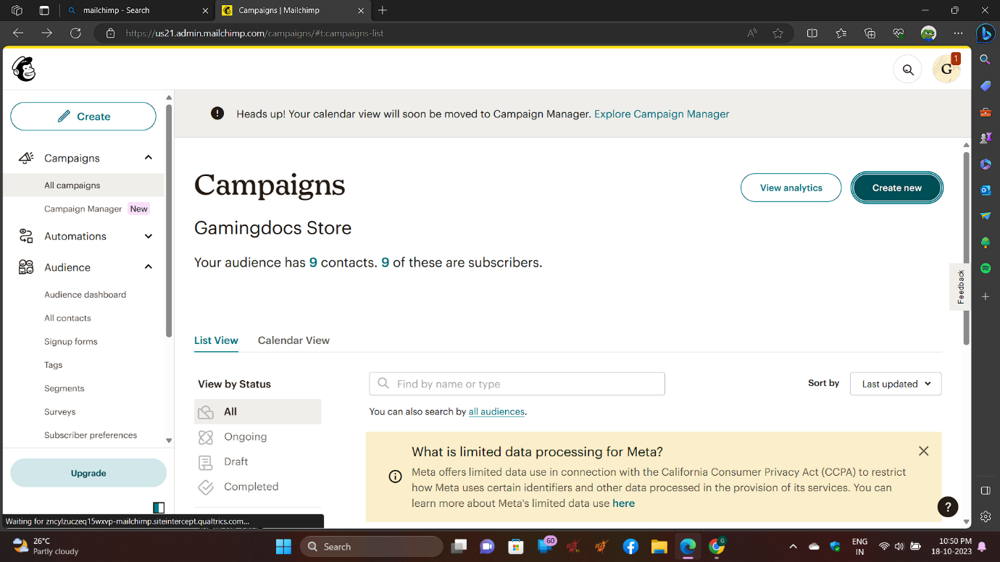 mailchimp - Search
Campaigns | Mailchimp
https://us21.admin.mailchimp.com/campaigns/#t:campaigns-list
G
1
Create
Heads up! Your calendar view will soon be moved to Campaign Manager. Explore Campaign Manager
Campaigns
All campaigns
Campaign Manager New
Automations
Audience
Audience dashboard
All contacts
Signup forms
Tags
Segments
Surveys
Subscriber preferences
Upgrade
Campaigns
View analytics
Create new
Gamingdocs Store
Your audience has 9 contacts. 9 of these are subscribers.
Feedback
List View
Calendar View
View by Status
All
Ongoing
Draft
Completed
Find by name or type
Sort by
Last updated
You can also search by all audiences.
What is limited data processing for Meta?
Meta offers limited data use in connection with the California Consumer Privacy Act (CCPA) to restrict
how Meta uses certain identifiers and other data processed in the provision of its services. You can
learn more about Meta's limited data use here
?
Waiting for zncylzuczeq15wxvp-mailchimp.siteintercept.qualtrics.com...
26°C
Partly cloudy
Search
60
G
ENG
IN
10:50 PM
18-10-2023